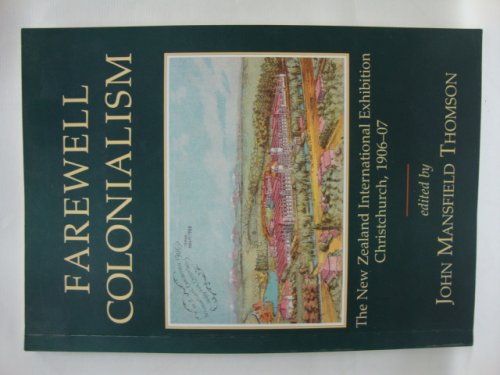 FAREWELL
COLONIALISM
The New Zealand International Exhibition
Christchurch, 1906–07
edited by
JOHN MANSFIELD THOMSON